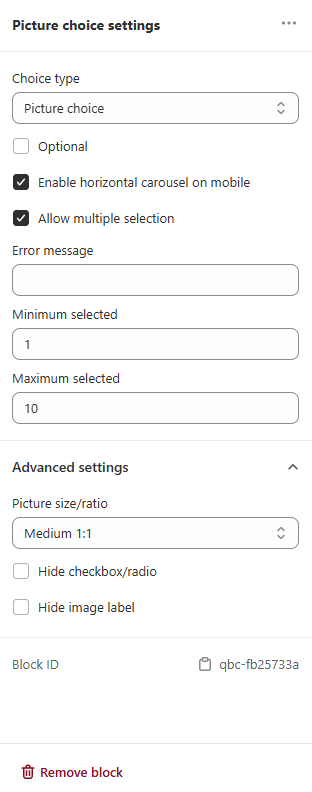 Picture choice settings
Choice type
Picture choice
Optional
Enable horizontal carousel on mobile
Allow multiple selection
Error message
Minimum selected
1
Maximum selected
10
Advanced settings
Picture size/ratio
Medium 1:1
Hide checkbox/radio
Hide image label
Block ID qbc-fb25733a
Remove block